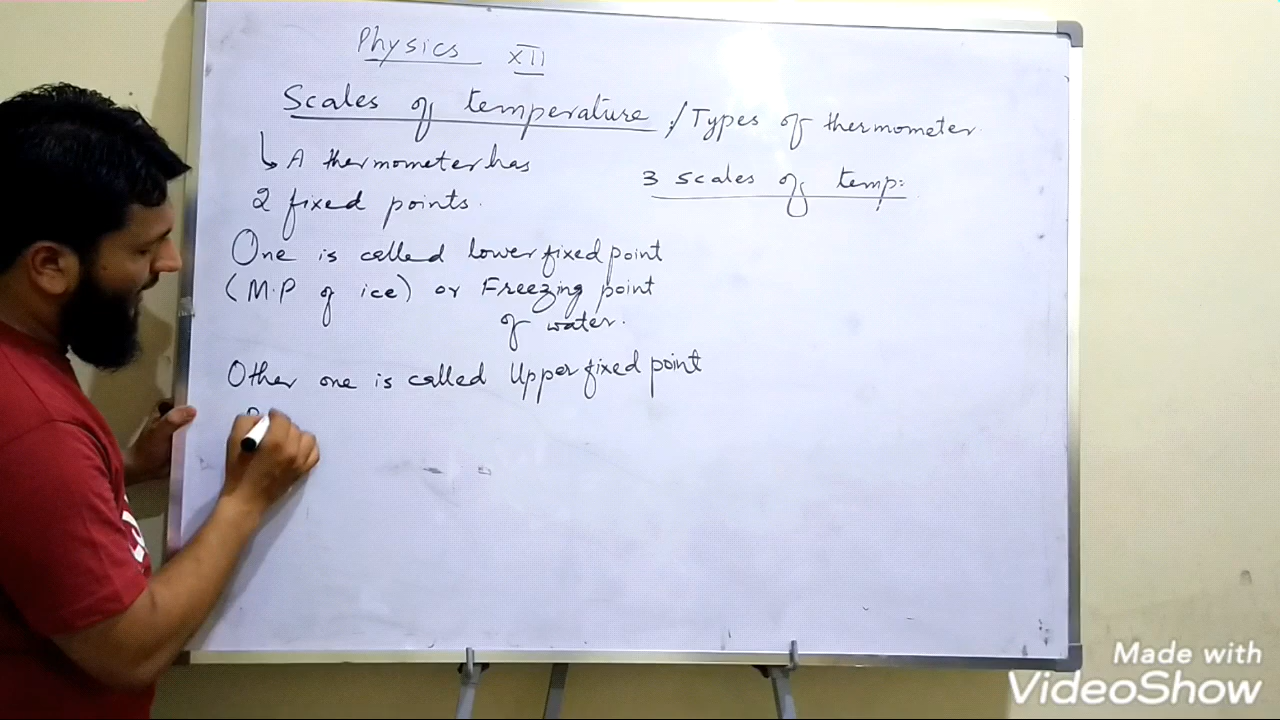 Physics XII
Scales of temperature / Types of thermometer
↳ A thermometer has
2 fixed points.
3 scales of temp:
One is called lower fixed point
(M.P of ice) or Freezing point
of water.
Other one is called Upper fixed point
Made with
VideoShow